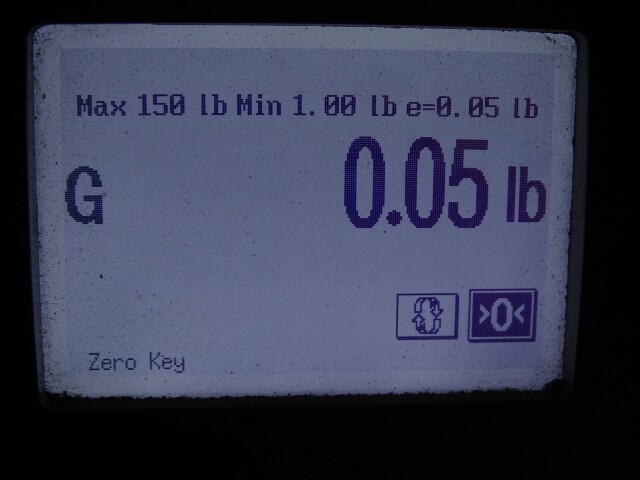 Max 150 lb Min 1.00 lb e=0.05 lb
G 0.05 lb
>0<
Zero Key